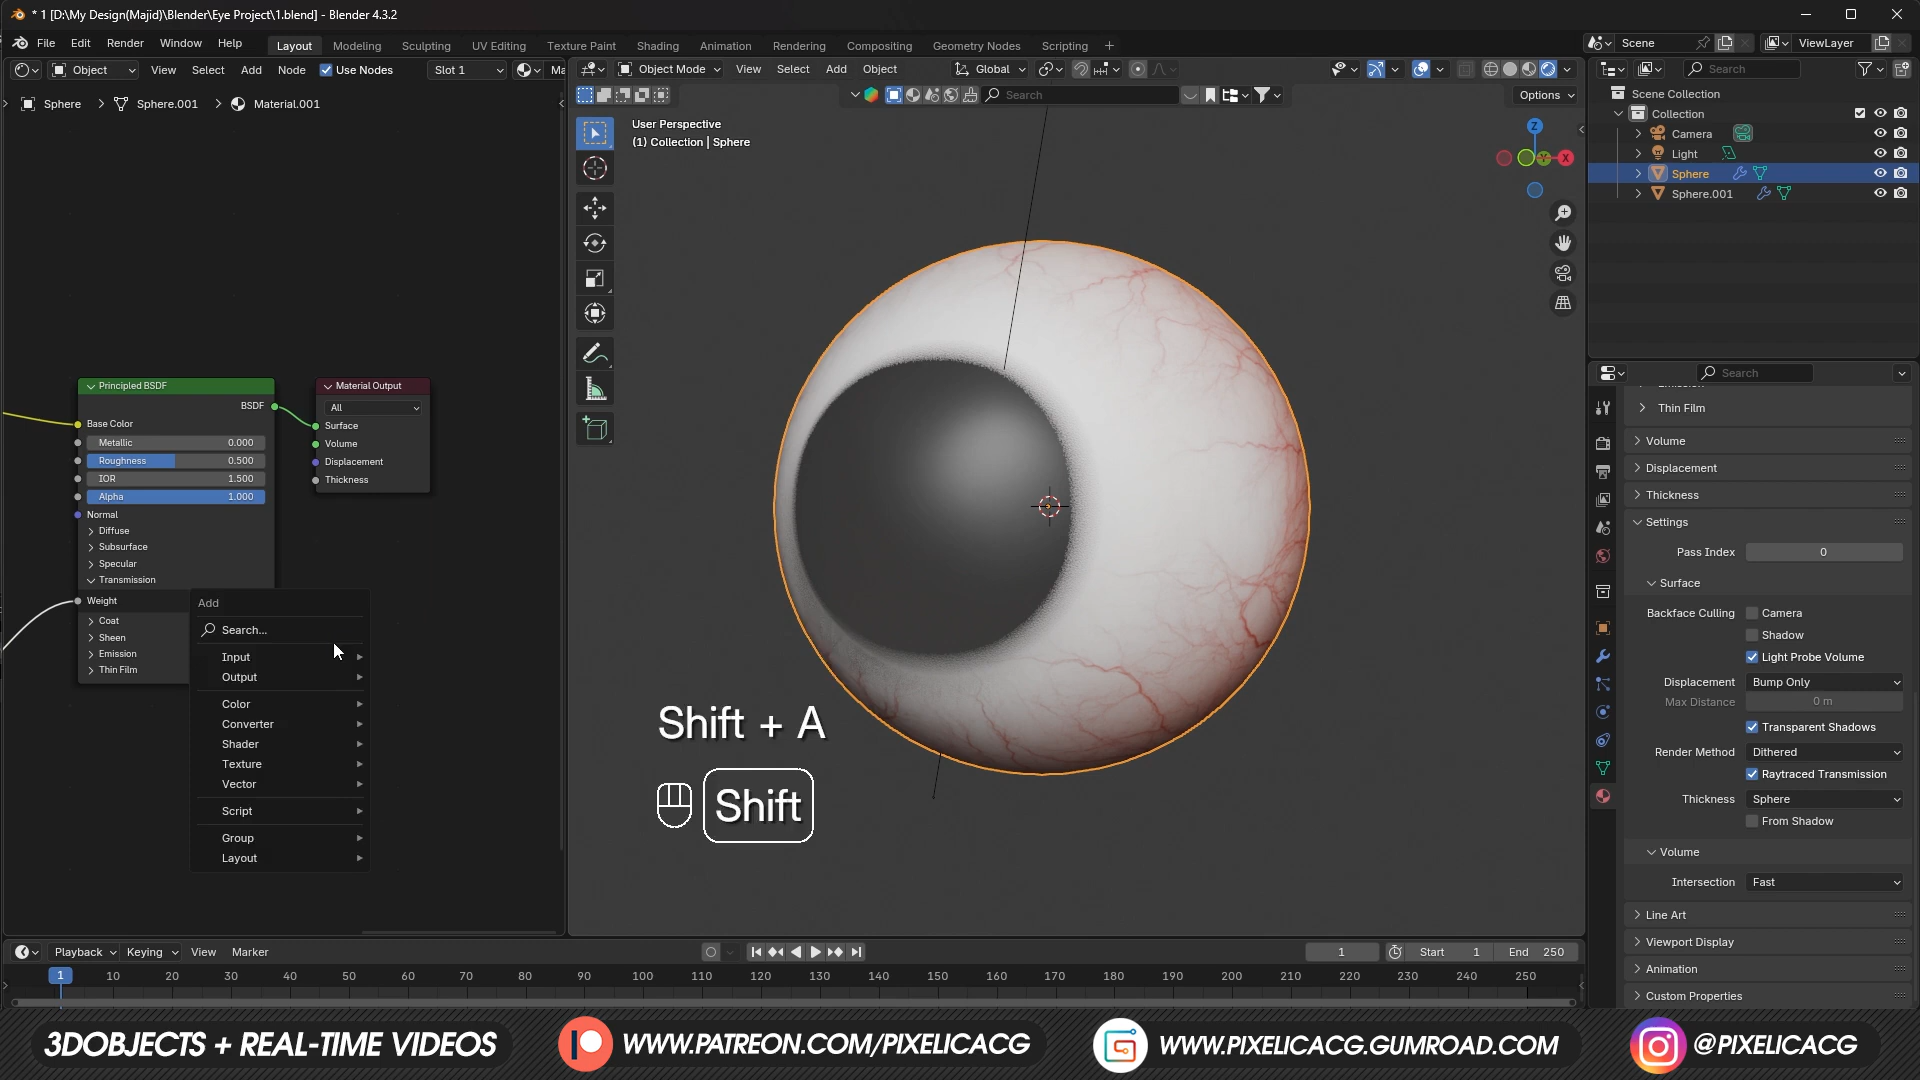 * 1 [D:\My Design(Majid)\Blender\Eye Project\1.blend] - Blender 4.3.2
File Edit Render Window Help Layout Modeling Sculpting UV Editing Texture Paint Shading Animation Rendering Compositing Geometry Nodes Scripting + Scene ViewLayer
Object View Select Add Node Use Nodes Slot 1 Ma
Object Mode View Select Add Object Global
Search
Search
Options
Sphere > Sphere.001 > Material.001
User Perspective
(1) Collection | Sphere
Z
X
Scene Collection
Collection
Camera
Light
Sphere
Sphere.001
Principled BSDF
BSDF
Base Color
Metallic 0.000
Roughness 0.500
IOR 1.500
Alpha 1.000
Normal
Diffuse
Subsurface
Specular
Transmission
Weight
Coat
Sheen
Emission
Thin Film
Material Output
All
Surface
Volume
Displacement
Thickness
Add
Search...
Input
Output
Color
Converter
Shader
Texture
Vector
Script
Group
Layout
Shift + A
Shift
Search
Thin Film
Volume
Displacement
Thickness
Settings
Pass Index 0
Surface
Backface Culling Camera
Shadow
Light Probe Volume
Displacement Bump Only
Max Distance 0 m
Transparent Shadows
Render Method Dithered
Raytraced Transmission
Thickness Sphere
From Shadow
Volume
Intersection Fast
Line Art
Viewport Display
Animation
Custom Properties
Playback Keying View Marker 1 Start 1 End 250
1 10 20 30 40 50 60 70 80 90 100 110 120 130 140 150 160 170 180 190 200 210 220 230 240 250
3DOBJECTS + REAL-TIME VIDEOS WWW.PATREON.COM/PIXELICACG WWW.PIXELICACG.GUMROAD.COM @PIXELICACG